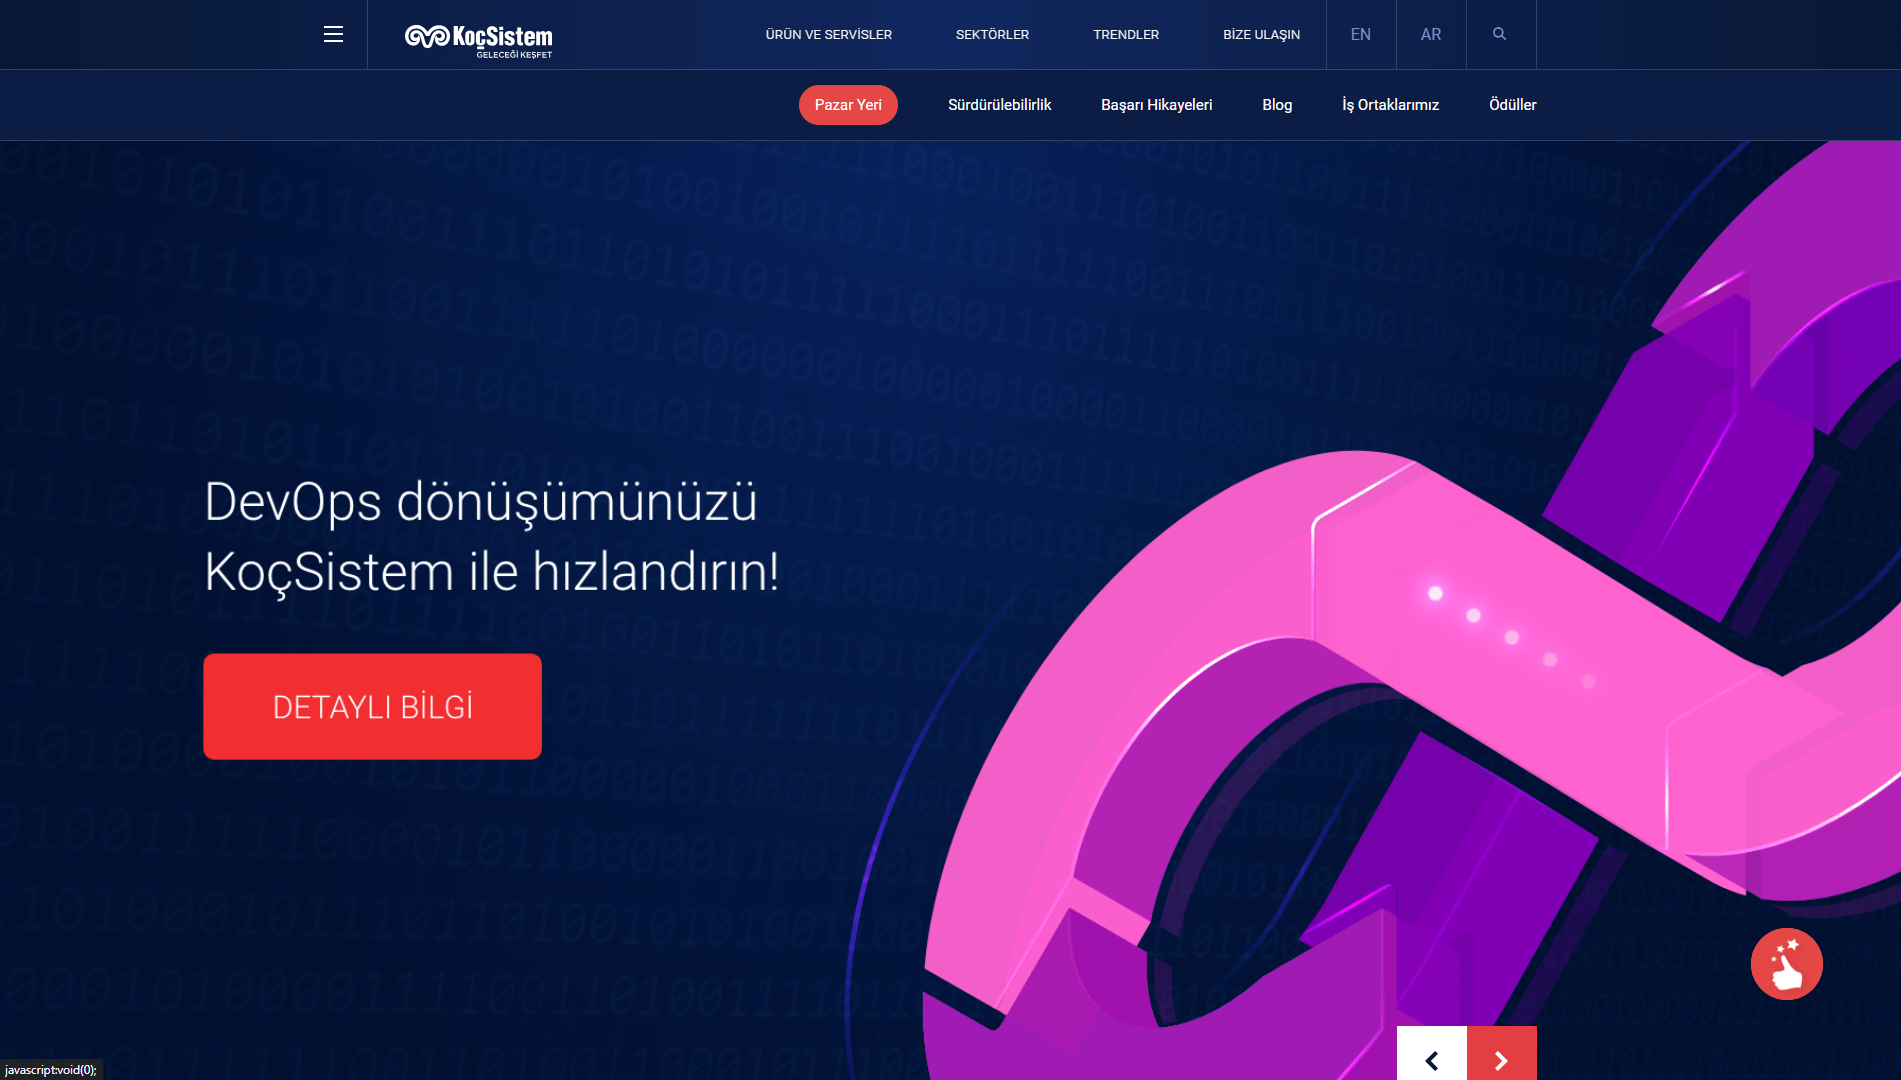 KoçSistem
GELECEĞİ KEŞFET
ÜRÜN VE SERVİSLER
SEKTÖRLER
TRENDLER
BİZE ULAŞIN
EN
AR
Pazar Yeri
Sürdürülebilirlik
Başarı Hikayeleri
Blog
İş Ortaklarımız
Ödüller
DevOps dönüşümünüzü
KoçSistem ile hızlandırın!
DETAYLI BİLGİ
javascript:void(0);